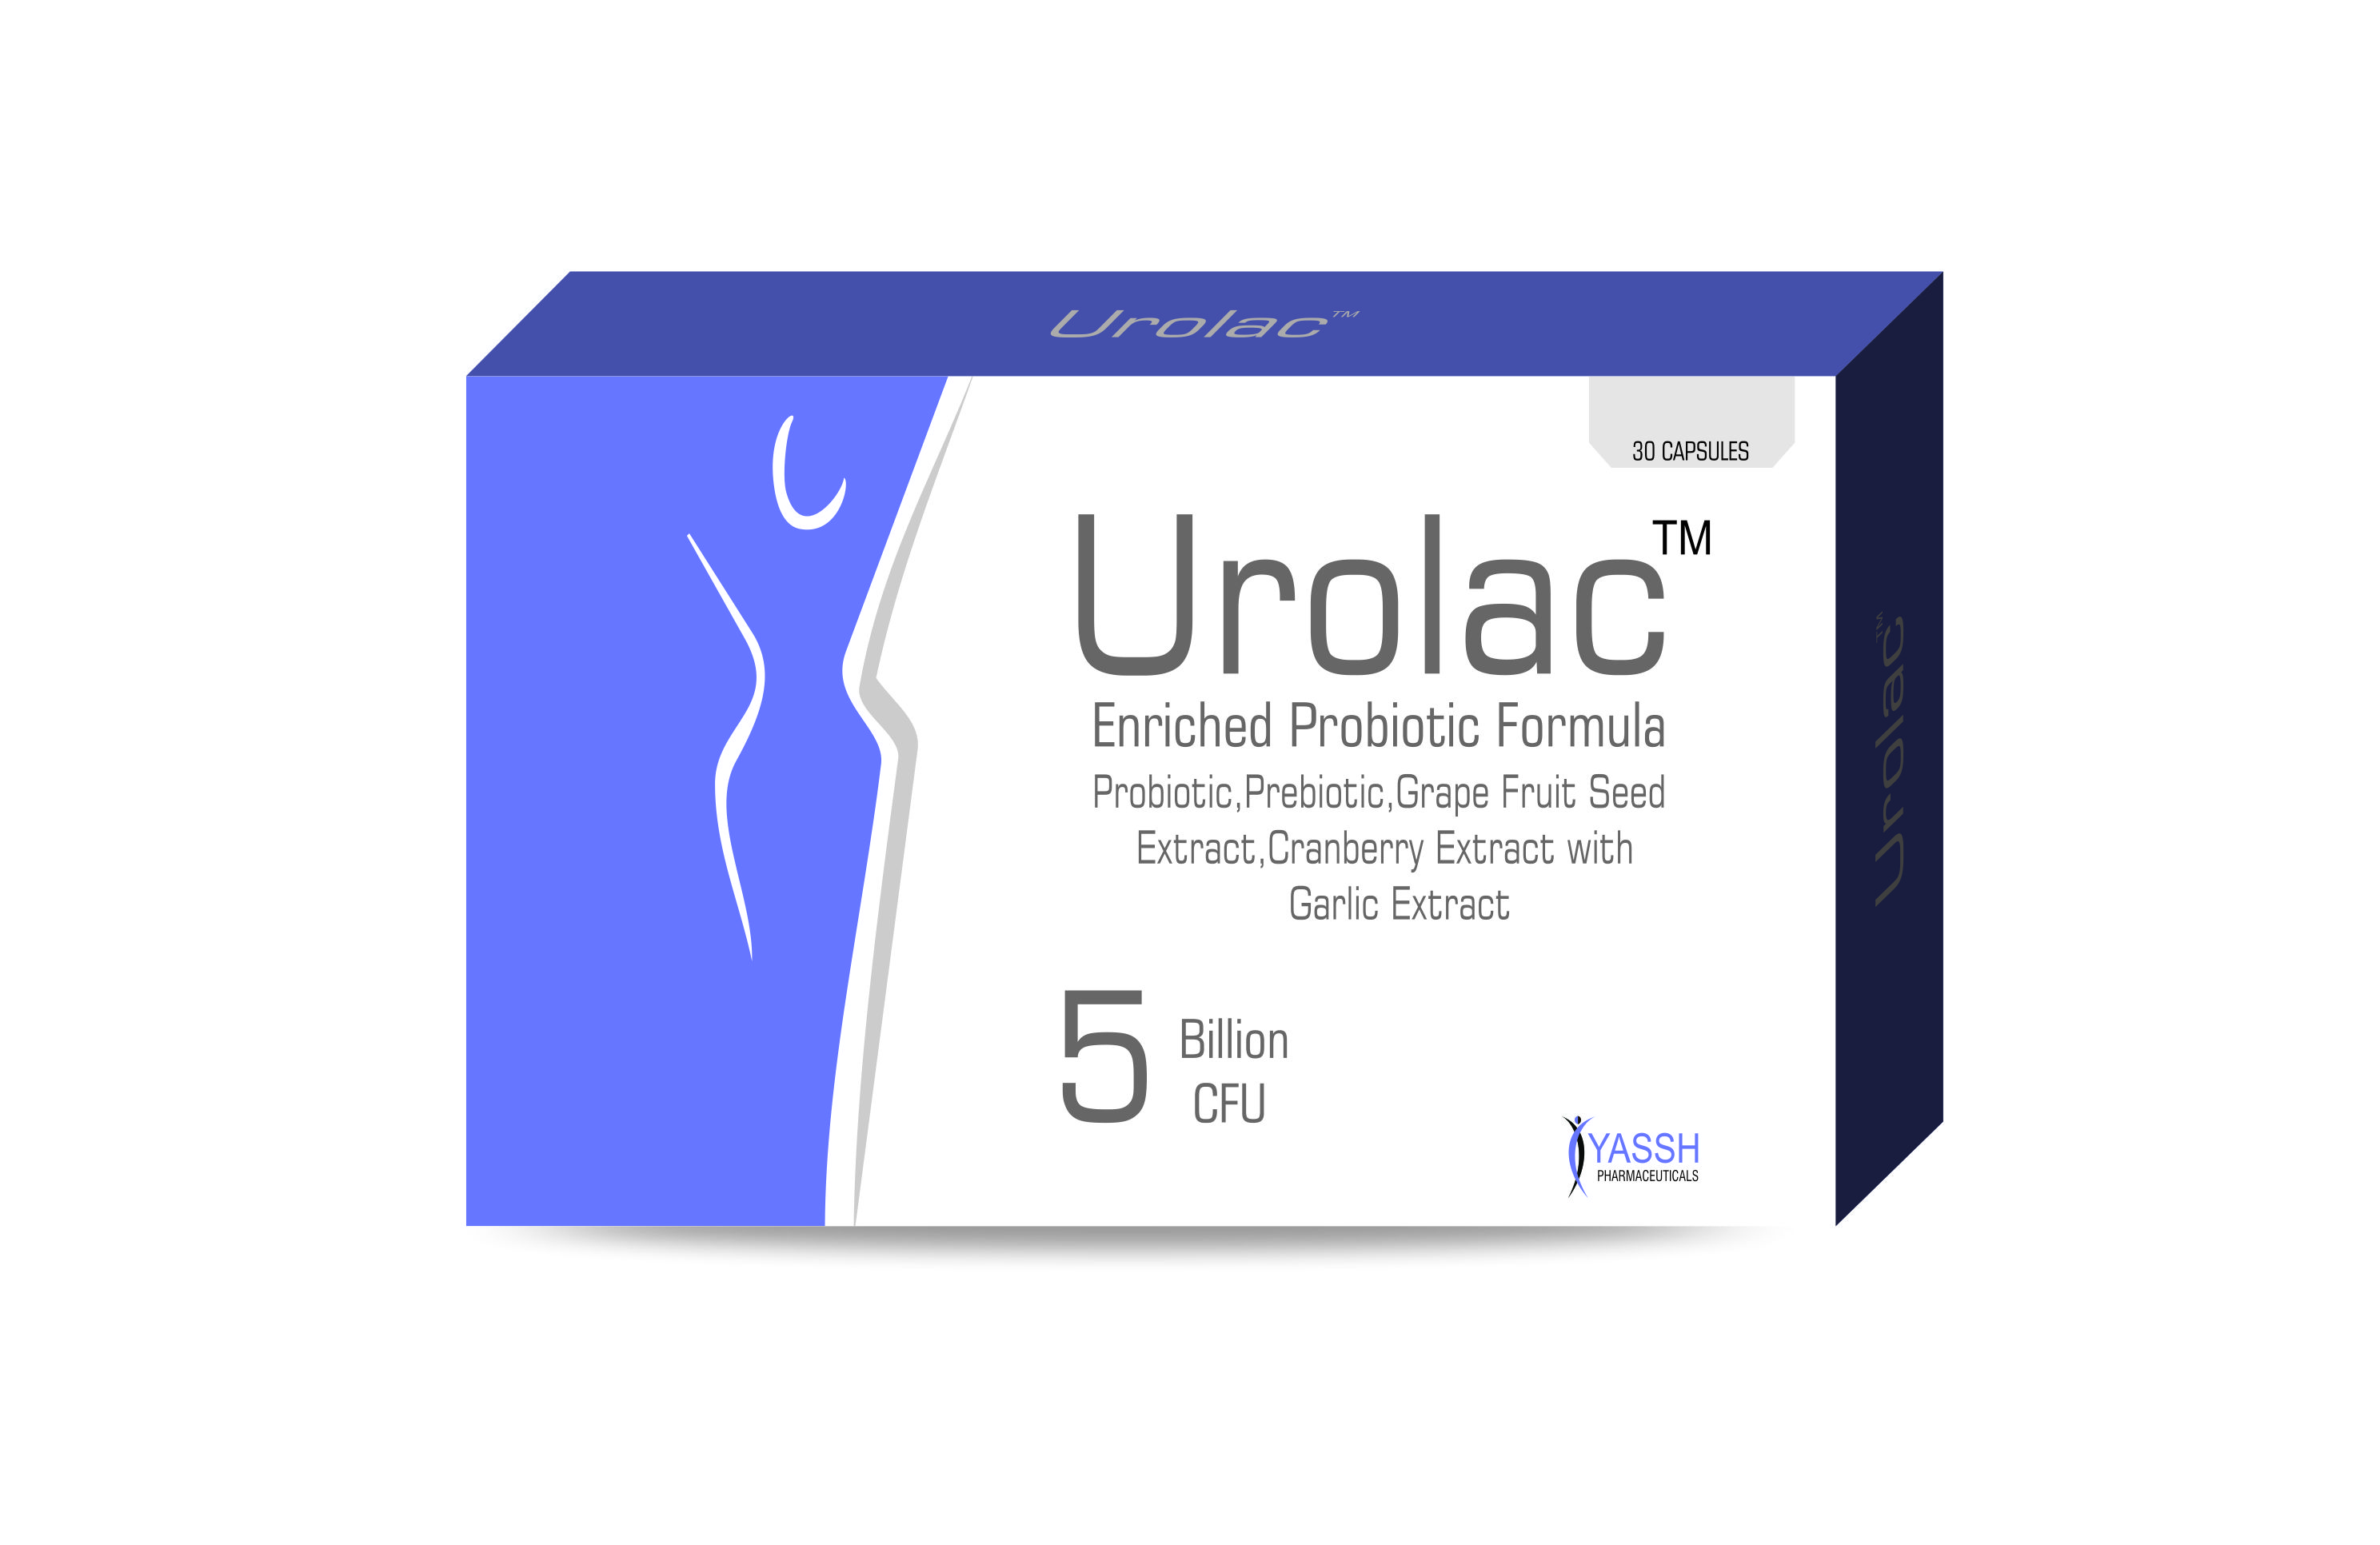 Urolac™
30 CAPSULES
Urolac™
Enriched Probiotic Formula
Probiotic,Prebiotic,Grape Fruit Seed
Extract,Cranberry Extract with
Garlic Extract
5 Billion
CFU
YASSH
PHARMACEUTICALS
Urolac™